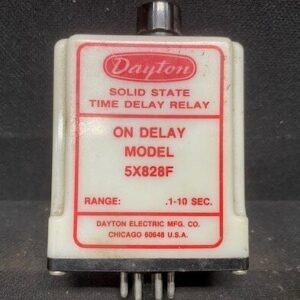 Dayton
SOLID STATE
TIME DELAY RELAY
ON DELAY
MODEL
5X828F
RANGE: .1-10 SEC.
DAYTON ELECTRIC MFG. CO.
CHICAGO 60648 U.S.A.